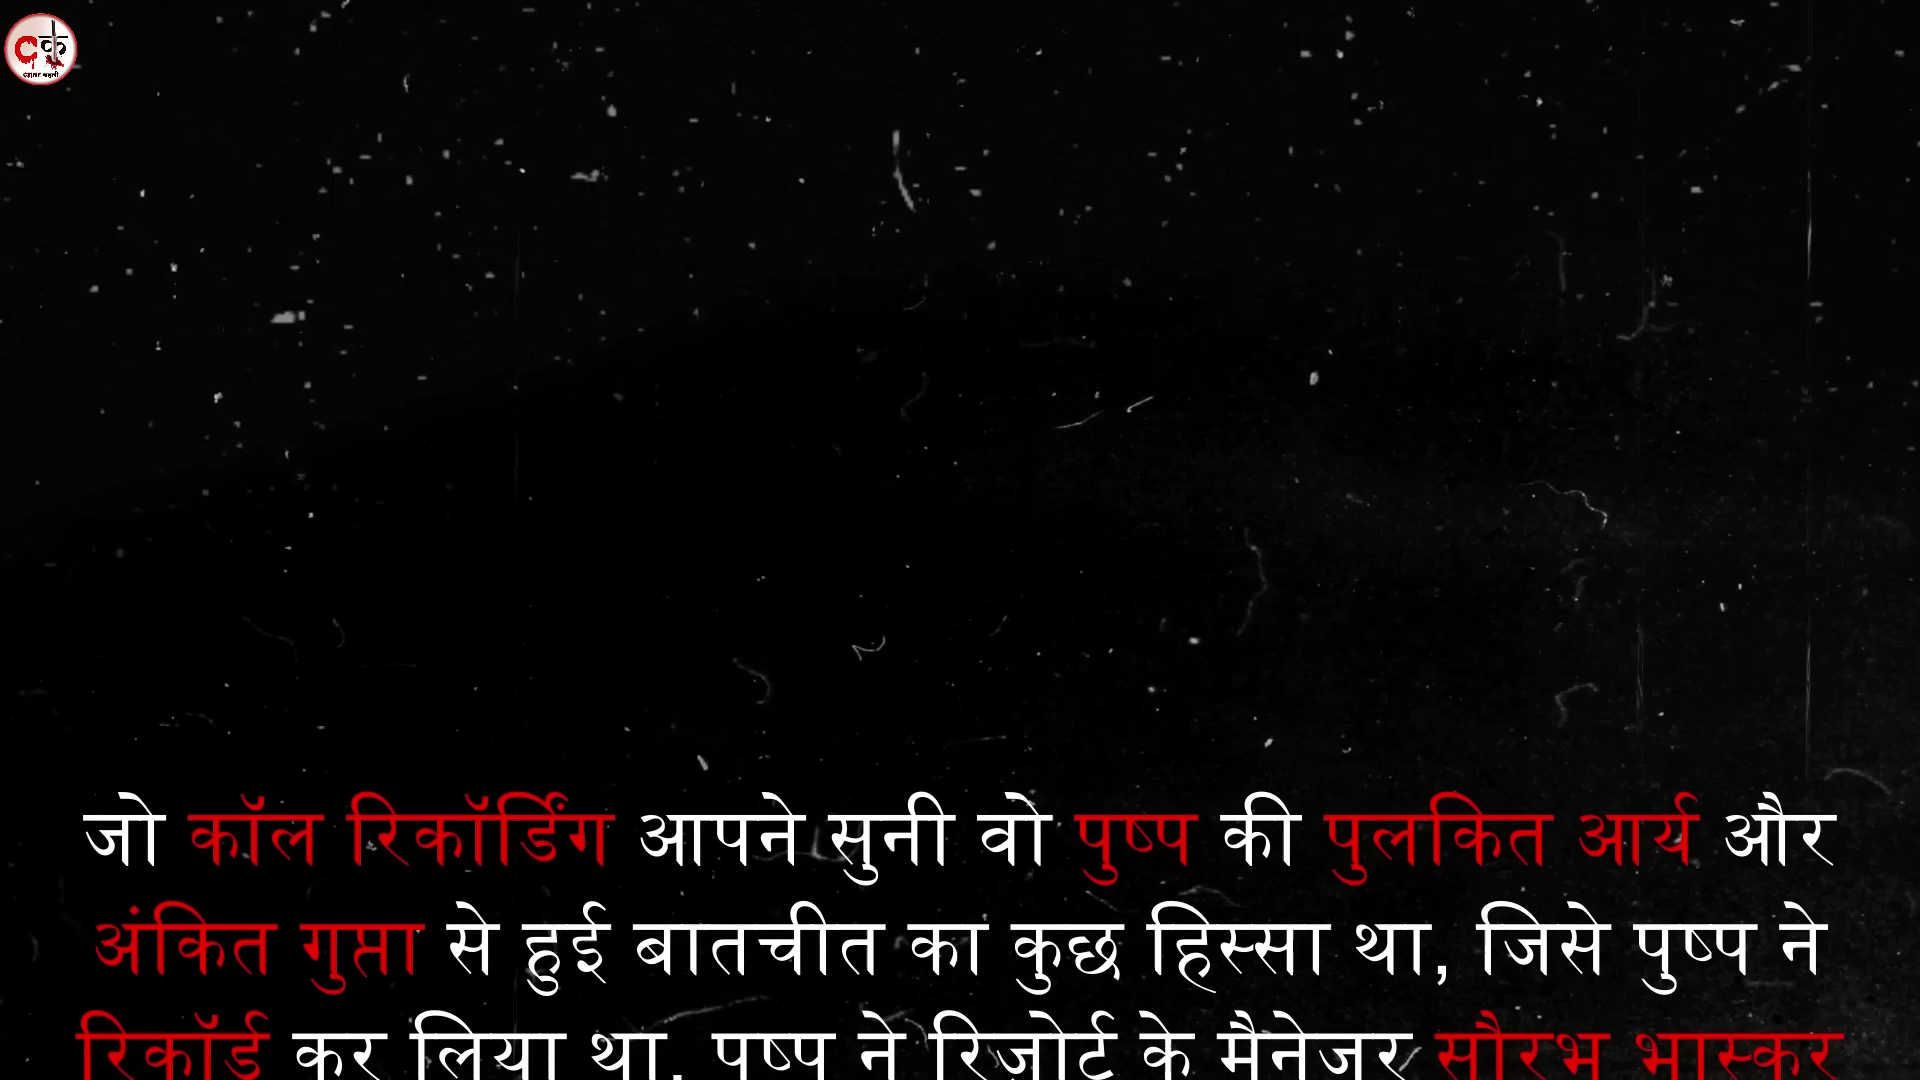 जो कॉल रिकॉर्डिंग आपने सुनी वो पुष्प की पुलकित आर्य और
अंकित गुप्ता से हुई बातचीत का कुछ हिस्सा था, जिसे पुष्प ने
रिकॉर्ड कर लिया था, पुष्प ने रिज़ोर्ट के मैनेजर सौरभ भास्कर